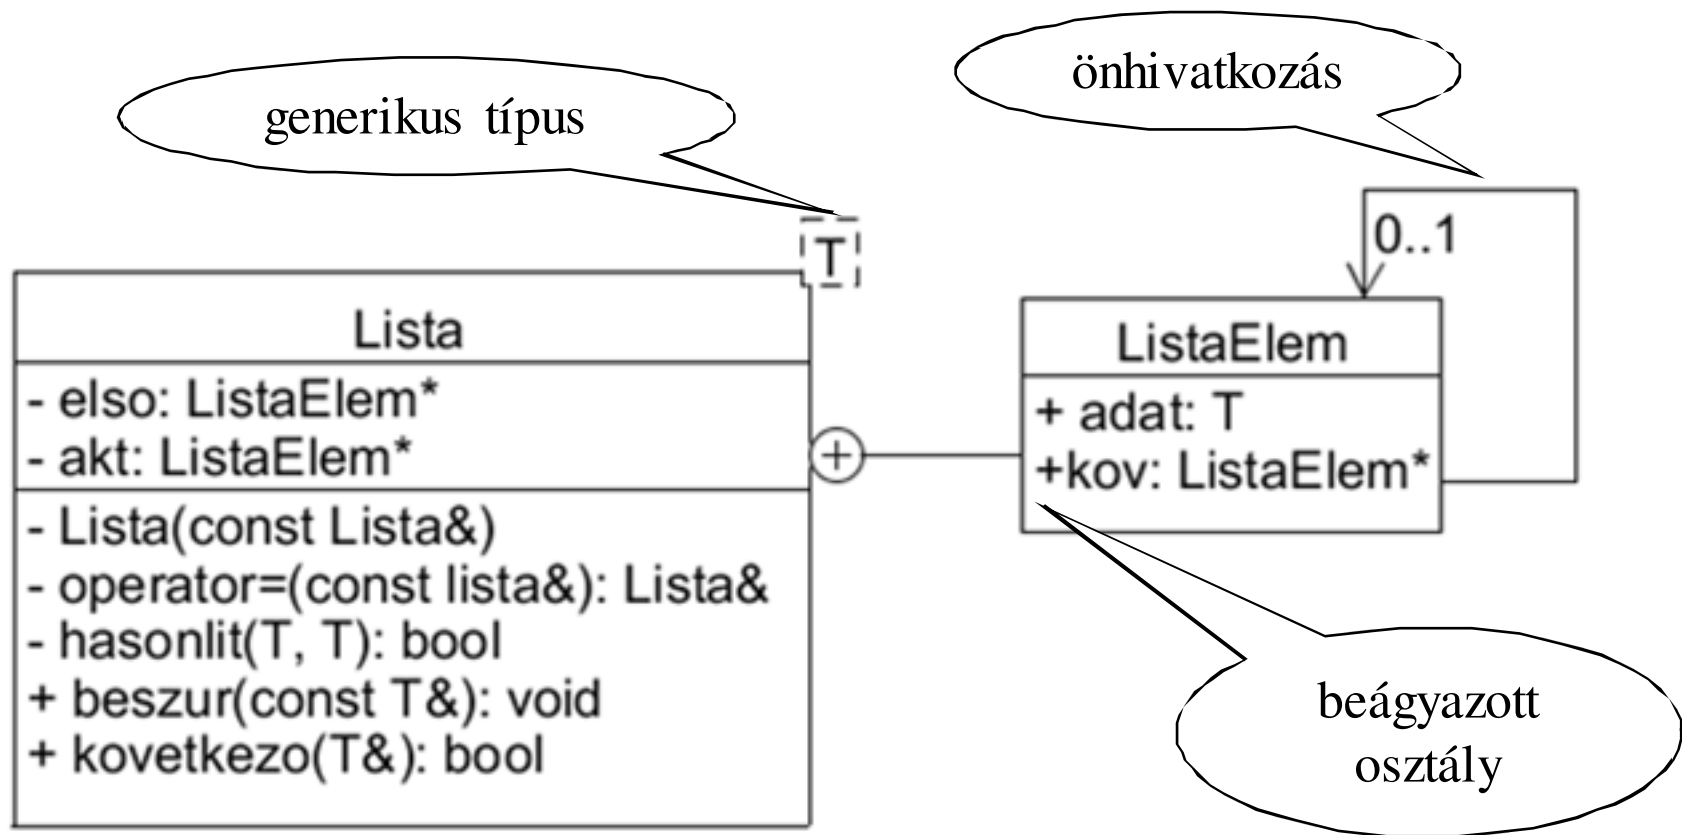 generikus típus
önhivatkozás
T
0..1
Lista
- elso: ListaElem*
- akt: ListaElem*
- Lista(const Lista&)
- operator=(const lista&): Lista&
- hasonlit(T, T): bool
+ beszur(const T&): void
+ kovetkezo(T&): bool
+
ListaElem
+ adat: T
+kov: ListaElem*
beágyazott
osztály